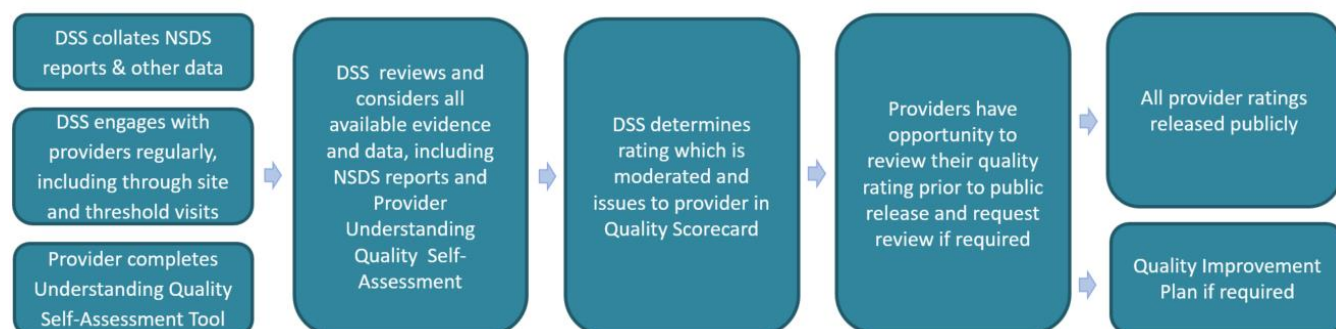 DSS collates NSDS
reports & other data
DSS engages with
providers regularly,
including through site
and threshold visits
Provider completes
Understanding Quality
Self-Assessment Tool
DSS reviews and
considers all
available evidence
and data, including
NSDS reports and
Provider
Understanding
Quality Self-
Assessment
DSS determines
rating which is
moderated and
issues to provider in
Quality Scorecard
Providers have
opportunity to
review their quality
rating prior to public
release and request
review if required
All provider ratings
released publicly
Quality Improvement
Plan if required